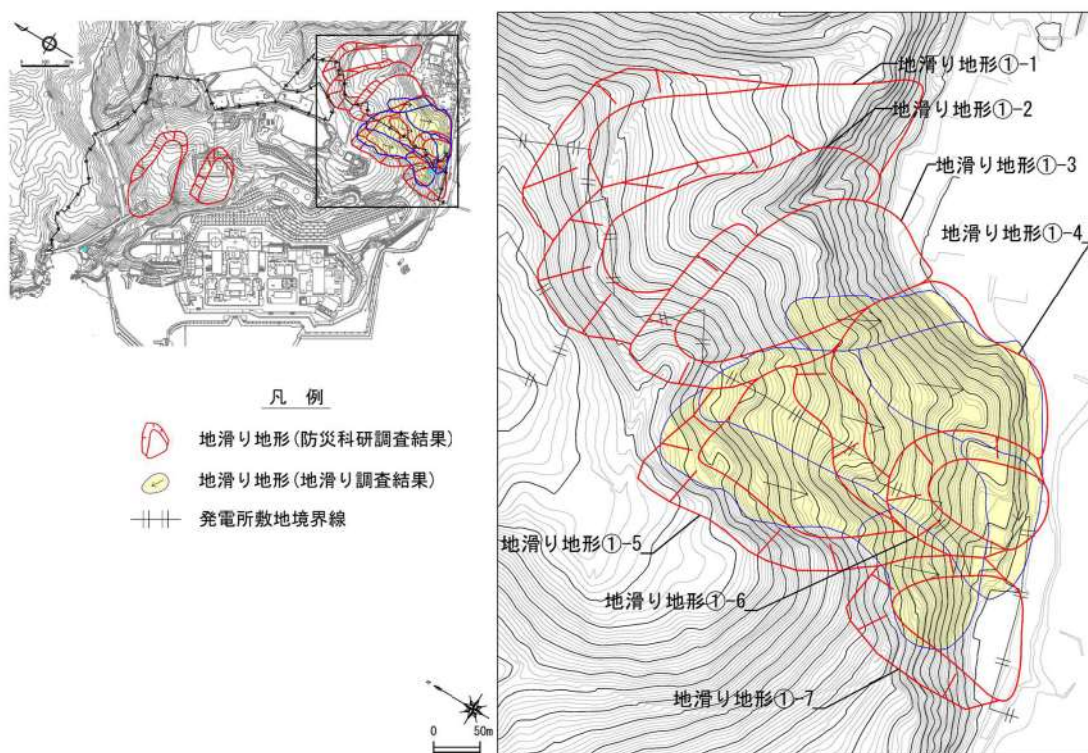 地滑り地形①-1
地滑り地形①-2
地滑り地形①-3
地滑り地形①-4
地滑り地形①-5
地滑り地形①-6
地滑り地形①-7
凡 例
地滑り地形(防災科研調査結果)
地滑り地形(地滑り調査結果)
発電所敷地境界線
0 50m